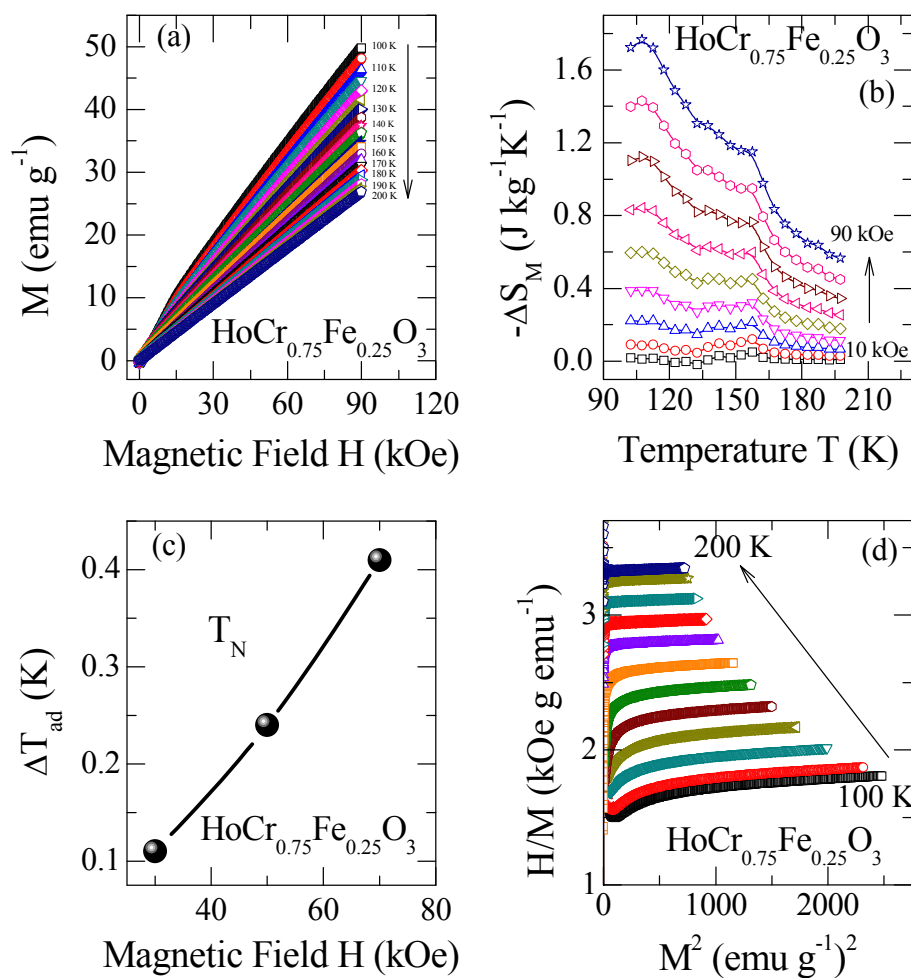 (a)
50
40
30
20
10
0
M (emu g⁻¹)
100 K
110 K
120 K
130 K
140 K
150 K
160 K
170 K
180 K
190 K
200 K
HoCr₀.₇₅Fe₀.₂₅O₃
0 30 60 90 120
Magnetic Field H (kOe)
HoCr₀.₇₅Fe₀.₂₅O₃
(b)
1.6
1.2
0.8
0.4
0.0
-ΔS_M (J kg⁻¹K⁻¹)
90 kOe
10 kOe
90 120 150 180 210
Temperature T (K)
(c)
0.4
0.3
0.2
0.1
ΔT_ad (K)
T_N
HoCr₀.₇₅Fe₀.₂₅O₃
40 60 80
Magnetic Field H (kOe)
200 K
(d)
3
2
1
H/M (kOe g emu⁻¹)
100 K
HoCr₀.₇₅Fe₀.₂₅O₃
0 1000 2000
M² (emu g⁻¹)²